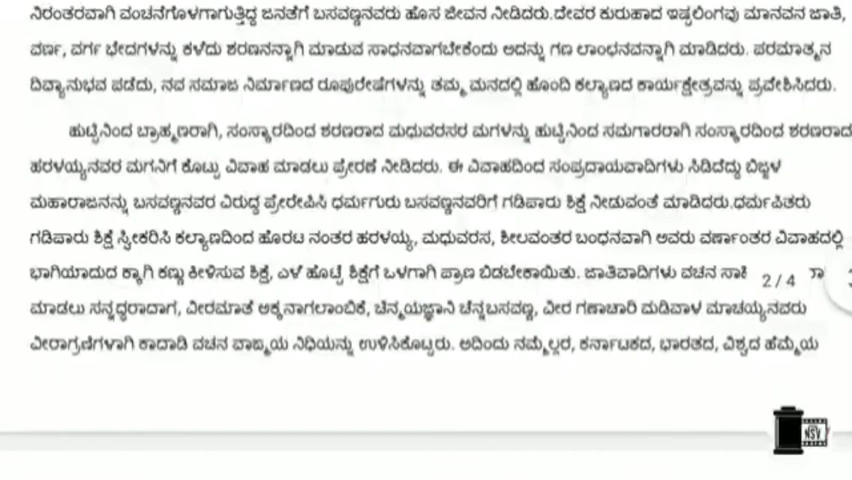 ನಿರಂತರವಾಗಿ ವಂಚನೆಗೊಳಗಾಗುತ್ತಿದ್ದ ಜನತೆಗೆ ಬಸವಣ್ಣನವರು ಹೊಸ ಜೀವನ ನೀಡಿದರು.ದೇವರ ಕುರುಹಾದ ಇಷ್ಟಲಿಂಗವು ಮಾನವನ ಜಾತಿ,
ವರ್ಣ, ವರ್ಗ ಭೇದಗಳನ್ನು ಕಳೆದು ಶರಣನನ್ನಾಗಿ ಮಾಡುವ ಸಾಧನವಾಗಬೇಕೆಂದು ಅದನ್ನು ಗಣ ಲಾಂಛನವನ್ನಾಗಿ ಮಾಡಿದರು. ಪರಮಾತ್ಮನ
ದಿವ್ಯಾನುಭವ ಪಡೆದು, ನವ ಸಮಾಜ ನಿರ್ಮಾಣದ ರೂಪುರೇಷೆಗಳನ್ನು ತಮ್ಮ ಮನದಲ್ಲಿ ಹೊಂದಿ ಕಲ್ಯಾಣದ ಕಾರ್ಯಕ್ಷೇತ್ರವನ್ನು ಪ್ರವೇಶಿಸಿದರು.
ಹುಟ್ಟಿನಿಂದ ಬ್ರಾಹ್ಮಣರಾಗಿ, ಸಂಸ್ಕಾರದಿಂದ ಶರಣರಾದ ಮಧುವರಸರ ಮಗಳನ್ನು ಹುಟ್ಟಿನಿಂದ ಸಮಗಾರರಾಗಿ ಸಂಸ್ಕಾರದಿಂದ ಶರಣರಾದ
ಹರಳಯ್ಯನವರ ಮಗನಿಗೆ ಕೊಟ್ಟು ವಿವಾಹ ಮಾಡಲು ಪ್ರೇರಣೆ ನೀಡಿದರು. ಈ ವಿವಾಹದಿಂದ ಸಂಪ್ರದಾಯವಾದಿಗಳು ಸಿಡಿದೆದ್ದು ಬಿಜ್ಜಳ
ಮಹಾರಾಜನನ್ನು ಬಸವಣ್ಣನವರ ವಿರುದ್ಧ ಪ್ರೇರೇಪಿಸಿ ಧರ್ಮಗುರು ಬಸವಣ್ಣನವರಿಗೆ ಗಡಿಪಾರು ಶಿಕ್ಷೆ ನೀಡುವಂತೆ ಮಾಡಿದರು.ಧರ್ಮಪಿತರು
ಗಡಿಪಾರು ಶಿಕ್ಷೆ ಸ್ವೀಕರಿಸಿ ಕಲ್ಯಾಣದಿಂದ ಹೊರಟ ನಂತರ ಹರಳಯ್ಯ, ಮಧುವರಸ, ಶೀಲವಂತರ ಬಂಧನವಾಗಿ ಅವರು ವರ್ಣಾಂತರ ವಿವಾಹದಲ್ಲಿ
ಭಾಗಿಯಾದುದ ಕ್ಕಾಗಿ ಕಣ್ಣು ಕೀಳಿಸುವ ಶಿಕ್ಷೆ, ಎಳೆ ಹೊಟ್ಟೆ ಶಿಕ್ಷೆಗೆ ಒಳಗಾಗಿ ಪ್ರಾಣ ಬಿಡಬೇಕಾಯಿತು. ಜಾತಿವಾದಿಗಳು ವಚನ 2/4
ಮಾಡಲು ಸನ್ನದ್ಧರಾದಾಗ, ವೀರಮಾತೆ ಅಕ್ಕನಾಗಲಾಂಬಿಕೆ, ಚಿನ್ಮಯಜ್ಞಾನಿ ಚೆನ್ನಬಸವಣ್ಣ, ವೀರ ಗಣಾಚಾರಿ ಮಡಿವಾಳ ಮಾಚಯ್ಯನವರು
ವೀರಾಗ್ರಣಿಗಳಾಗಿ ಕಾದಾಡಿ ವಚನ ವಾಙ್ಮಯ ನಿಧಿಯನ್ನು ಉಳಿಸಿಕೊಟ್ಟರು. ಅದಿಂದು ನಮ್ಮೆಲ್ಲರ, ಕರ್ನಾಟಕದ, ಭಾರತದ, ವಿಶ್ವದ ಹೆಮ್ಮೆಯ
NSV